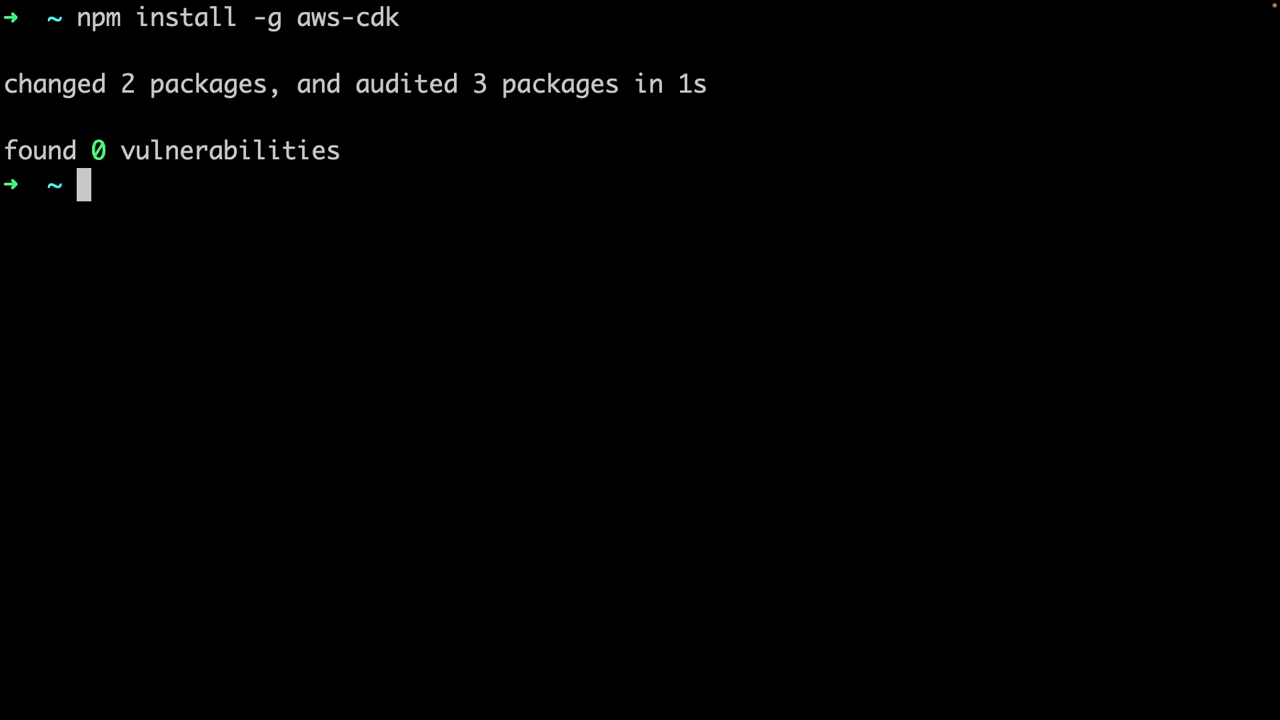 ➜  ~ npm install -g aws-cdk
changed 2 packages, and audited 3 packages in 1s
found 0 vulnerabilities
➜  ~